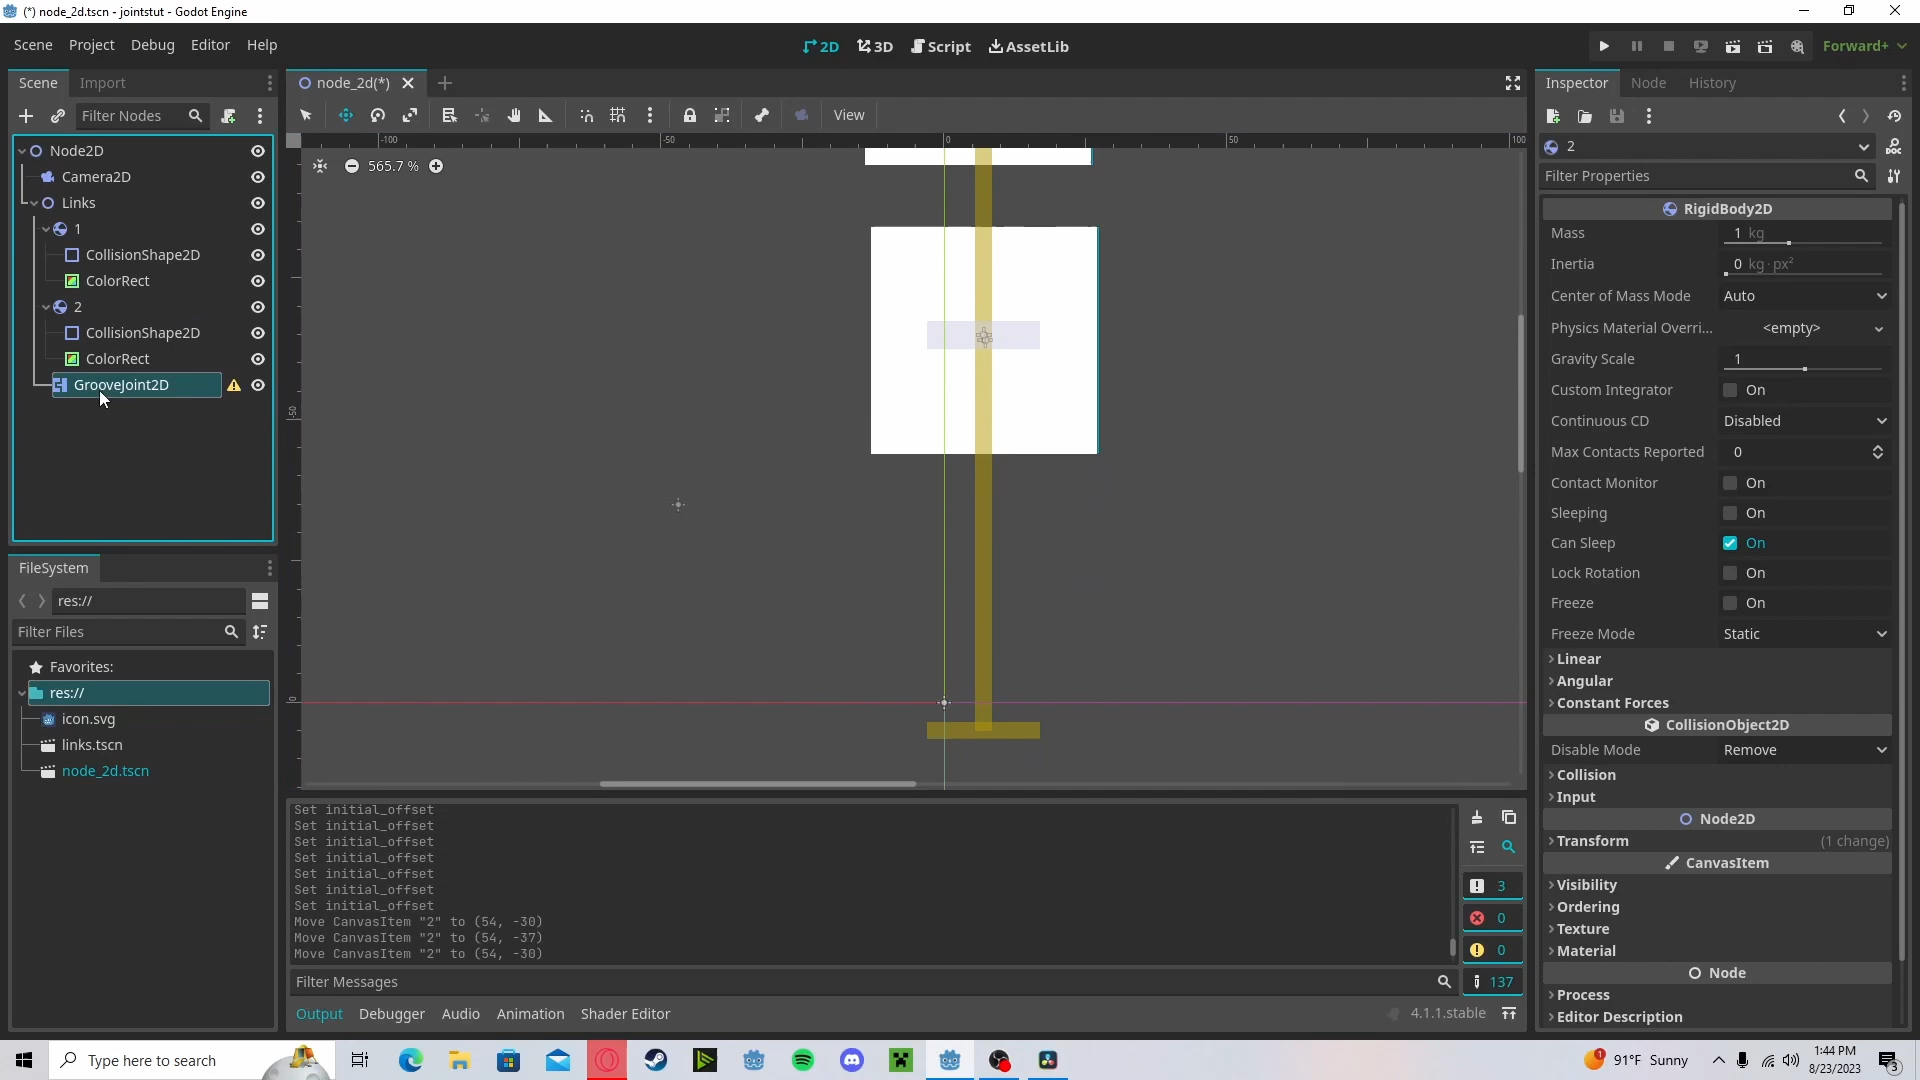 (*) node_2d.tscn - jointstut - Godot Engine
Scene Project Debug Editor Help
2D 3D Script AssetLib
Forward+
Scene Import
node_2d(*)
Inspector Node History
Filter Nodes
View
2
Filter Properties
-100 -50 0 50 100
565.7 %
-50
0
Node2D
Camera2D
Links
1
CollisionShape2D
ColorRect
2
CollisionShape2D
ColorRect
GrooveJoint2D
FileSystem
res://
Filter Files
Favorites:
res://
icon.svg
links.tscn
node_2d.tscn
RigidBody2D
Mass 1 kg
Inertia 0 kg·px²
Center of Mass Mode Auto
Physics Material Overri... <empty>
Gravity Scale 1
Custom Integrator On
Continuous CD Disabled
Max Contacts Reported 0
Contact Monitor On
Sleeping On
Can Sleep On
Lock Rotation On
Freeze On
Freeze Mode Static
Linear
Angular
Constant Forces
CollisionObject2D
Disable Mode Remove
Collision
Input
Node2D
Transform (1 change)
CanvasItem
Visibility
Ordering
Texture
Material
Node
Process
Editor Description
Set initial_offset
Set initial_offset
Set initial_offset
Set initial_offset
Set initial_offset
Set initial_offset
Set initial_offset
Move CanvasItem "2" to (54, -30)
Move CanvasItem "2" to (54, -37)
Move CanvasItem "2" to (54, -30)
3
0
0
137
Filter Messages
Output Debugger Audio Animation Shader Editor
4.1.1.stable
Type here to search
91°F Sunny
1:44 PM
8/23/2023
3